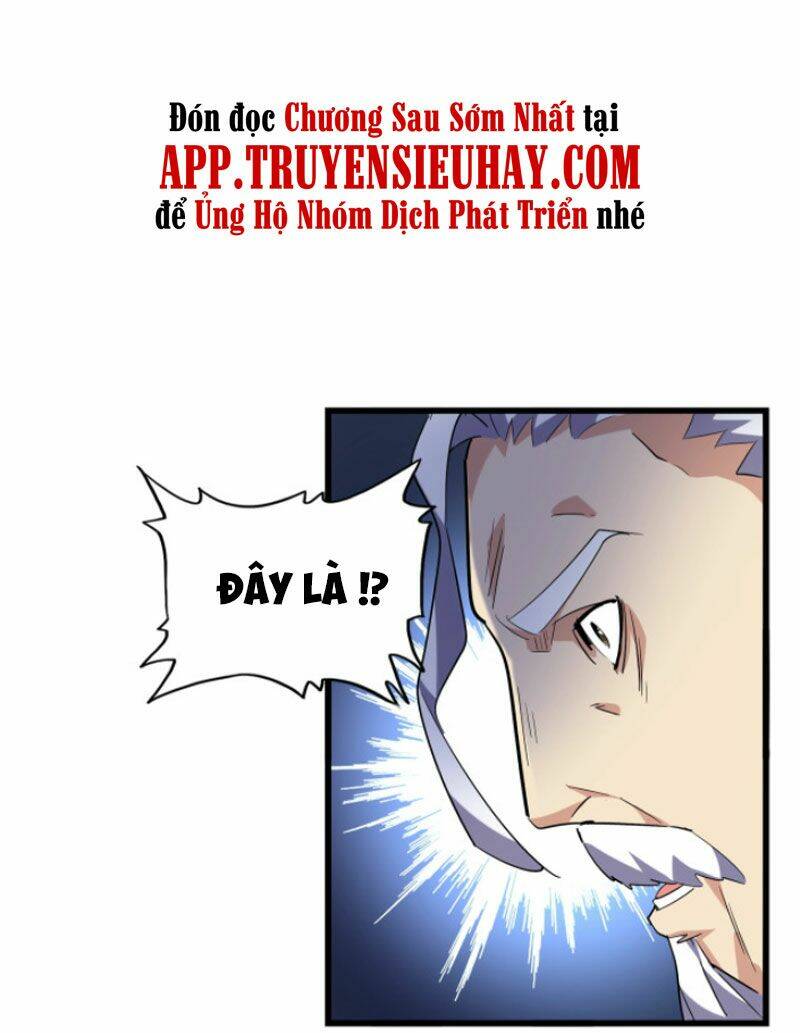 Đón đọc Chương Sau Sớm Nhất tại
APP.TRUYENSIEUHAY.COM
để Ủng Hộ Nhóm Dịch Phát Triển nhé
ĐÂY LÀ !?